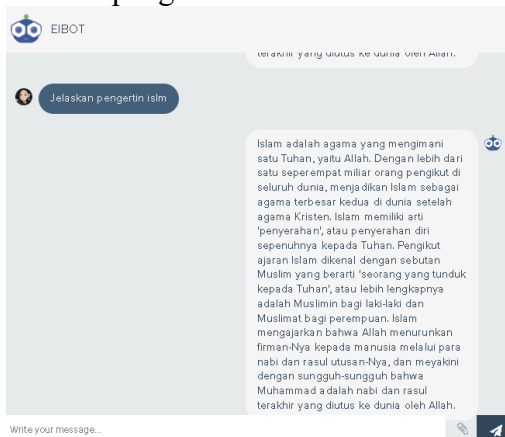 EIBOT
terakhir yang diutus ke dunia oleh Allah.
Jelaskan pengertin islm
Islam adalah agama yang mengimani
satu Tuhan, yaitu Allah. Dengan lebih dari
satu seperempat miliar orang pengikut di
seluruh dunia, menjadikan Islam sebagai
agama terbesar kedua di dunia setelah
agama Kristen. Islam memiliki arti
'penyerahan', atau penyerahan diri
sepenuhnya kepada Tuhan. Pengikut
ajaran Islam dikenal dengan sebutan
Muslim yang berarti 'seorang yang tunduk
kepada Tuhan', atau lebih lengkapnya
adalah Muslimin bagi laki-laki dan
Muslimat bagi perempuan. Islam
mengajarkan bahwa Allah menurunkan
firman-Nya kepada manusia melalui para
nabi dan rasul utusan-Nya, dan meyakini
dengan sungguh-sungguh bahwa
Muhammad adalah nabi dan rasul
terakhir yang diutus ke dunia oleh Allah.
Write your message...